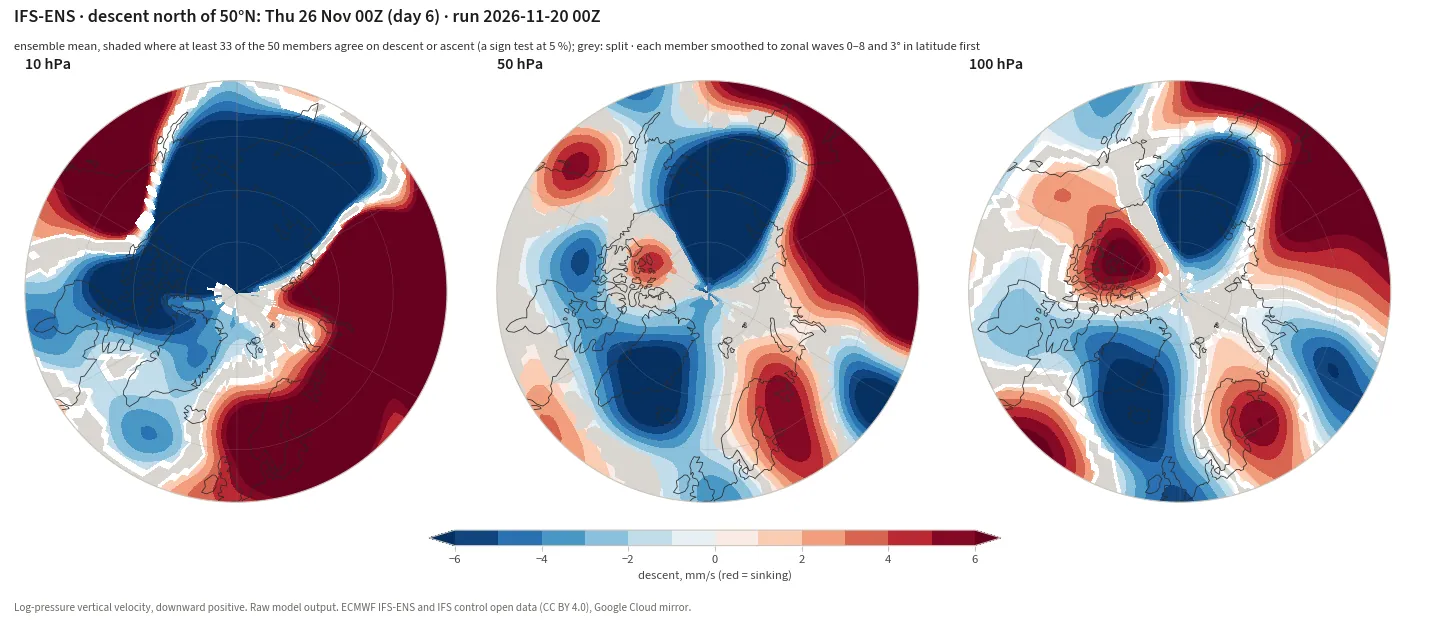 IFS-ENS · descent north of 50°N: Thu 26 Nov 00Z (day 6) · run 2026-11-20 00Z
ensemble mean, shaded where at least 33 of the 50 members agree on descent or ascent (a sign test at 5 %); grey: split · each member smoothed to zonal waves 0–8 and 3° in latitude first
10 hPa
50 hPa
100 hPa
−6
−4
−2
0
2
4
6
descent, mm/s (red = sinking)
Log-pressure vertical velocity, downward positive. Raw model output. ECMWF IFS-ENS and IFS control open data (CC BY 4.0), Google Cloud mirror.